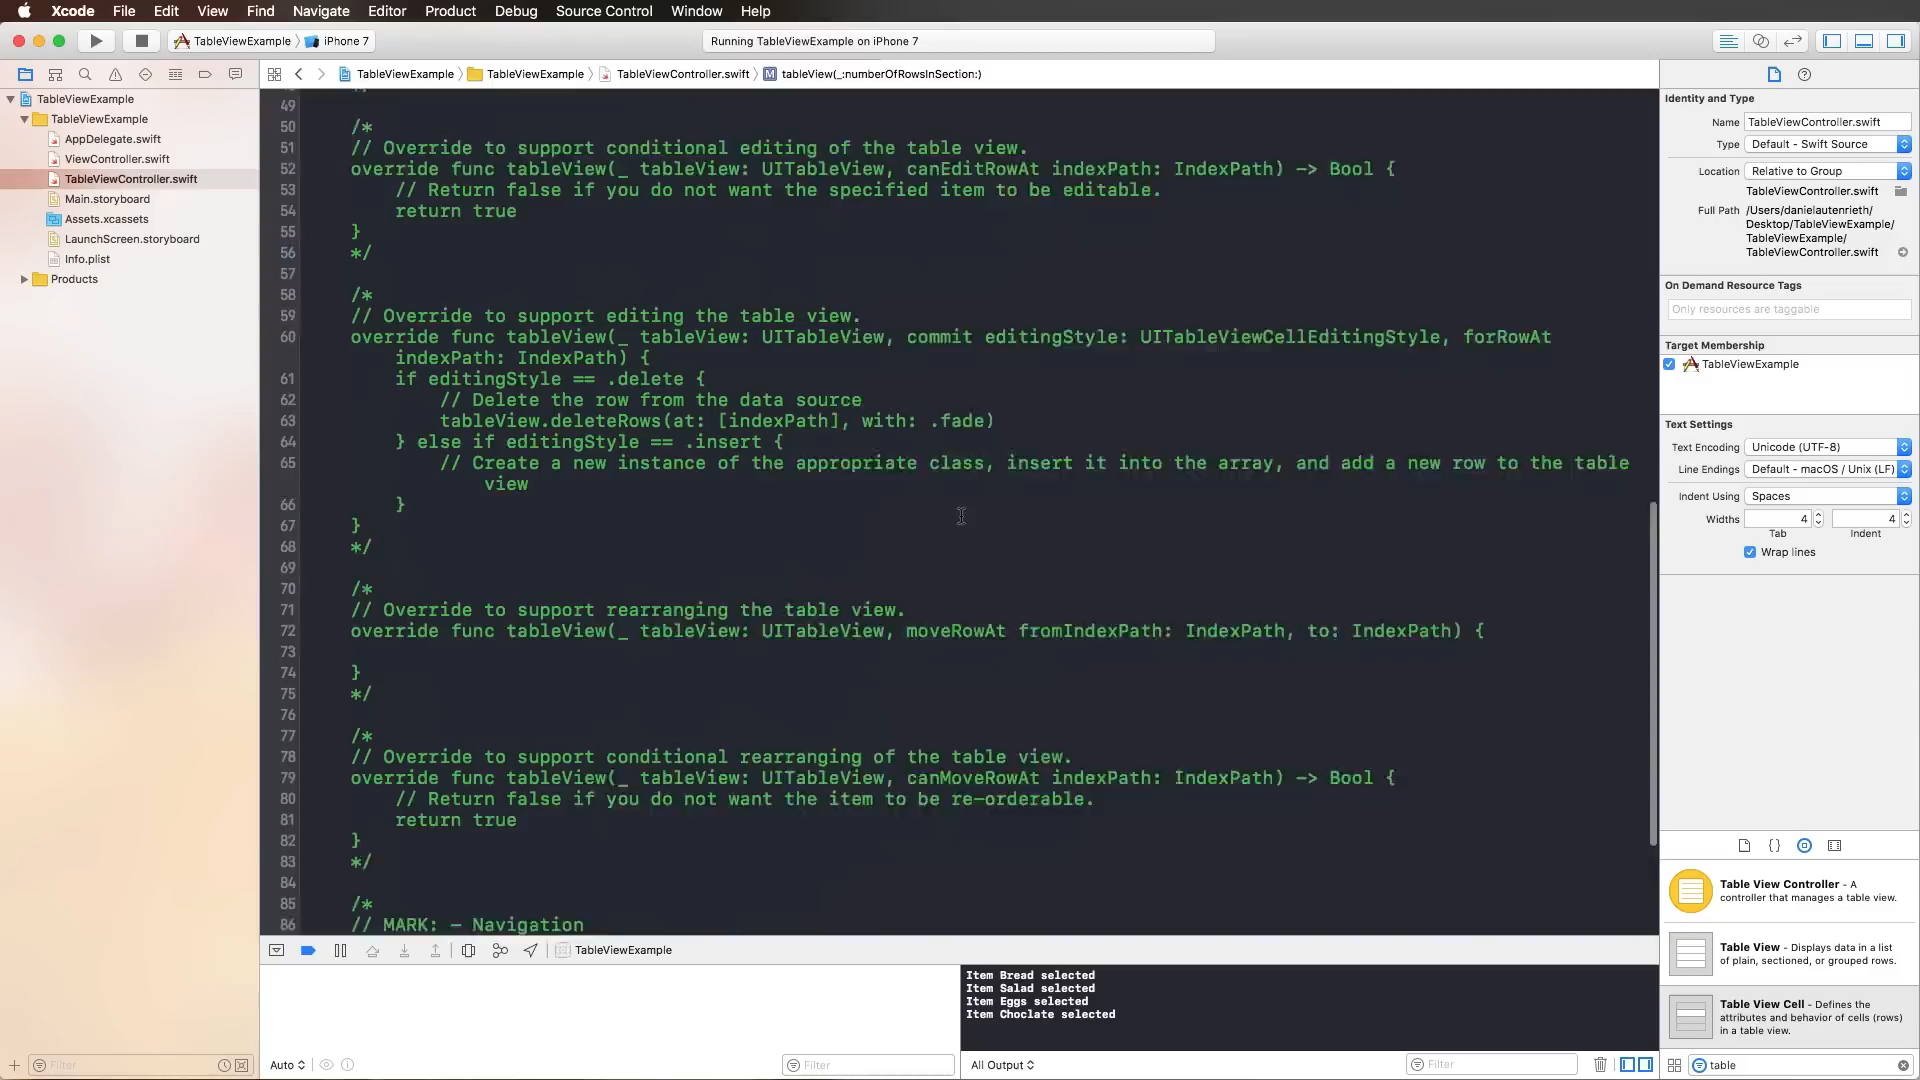 Xcode File Edit View Find Navigate Editor Product Debug Source Control Window Help
TableViewExample iPhone 7
Running TableViewExample on iPhone 7
TableViewExample TableViewExample TableViewController.swift M tableView(_:numberOfRowsInSection:)
TableViewExample
TableViewExample
AppDelegate.swift
ViewController.swift
TableViewController.swift
Main.storyboard
Assets.xcassets
LaunchScreen.storyboard
Info.plist
Products
Filter
49
50 /*
51 // Override to support conditional editing of the table view.
52 override func tableView(_ tableView: UITableView, canEditRowAt indexPath: IndexPath) -> Bool {
53 // Return false if you do not want the specified item to be editable.
54 return true
55 }
56 */
57
58 /*
59 // Override to support editing the table view.
60 override func tableView(_ tableView: UITableView, commit editingStyle: UITableViewCellEditingStyle, forRowAt
indexPath: IndexPath) {
61 if editingStyle == .delete {
62 // Delete the row from the data source
63 tableView.deleteRows(at: [indexPath], with: .fade)
64 } else if editingStyle == .insert {
65 // Create a new instance of the appropriate class, insert it into the array, and add a new row to the table
view
66 }
67 }
68 */
69
70 /*
71 // Override to support rearranging the table view.
72 override func tableView(_ tableView: UITableView, moveRowAt fromIndexPath: IndexPath, to: IndexPath) {
73
74 }
75 */
76
77 /*
78 // Override to support conditional rearranging of the table view.
79 override func tableView(_ tableView: UITableView, canMoveRowAt indexPath: IndexPath) -> Bool {
80 // Return false if you do not want the item to be re-orderable.
81 return true
82 }
83 */
84
85 /*
86 // MARK: - Navigation
TableViewExample
Item Bread selected
Item Salad selected
Item Eggs selected
Item Choclate selected
Auto
Filter
All Output
Filter
Identity and Type
Name TableViewController.swift
Type Default - Swift Source
Location Relative to Group
TableViewController.swift
Full Path /Users/danielautenrieth/
Desktop/TableViewExample/
TableViewExample/
TableViewController.swift
On Demand Resource Tags
Only resources are taggable
Target Membership
TableViewExample
Text Settings
Text Encoding Unicode (UTF-8)
Line Endings Default - macOS / Unix (LF)
Indent Using Spaces
Widths 4 4
Tab Indent
Wrap lines
{ }
Table View Controller - A
controller that manages a table view.
Table View - Displays data in a list
of plain, sectioned, or grouped rows.
Table View Cell - Defines the
attributes and behavior of cells (rows)
in a table view.
table